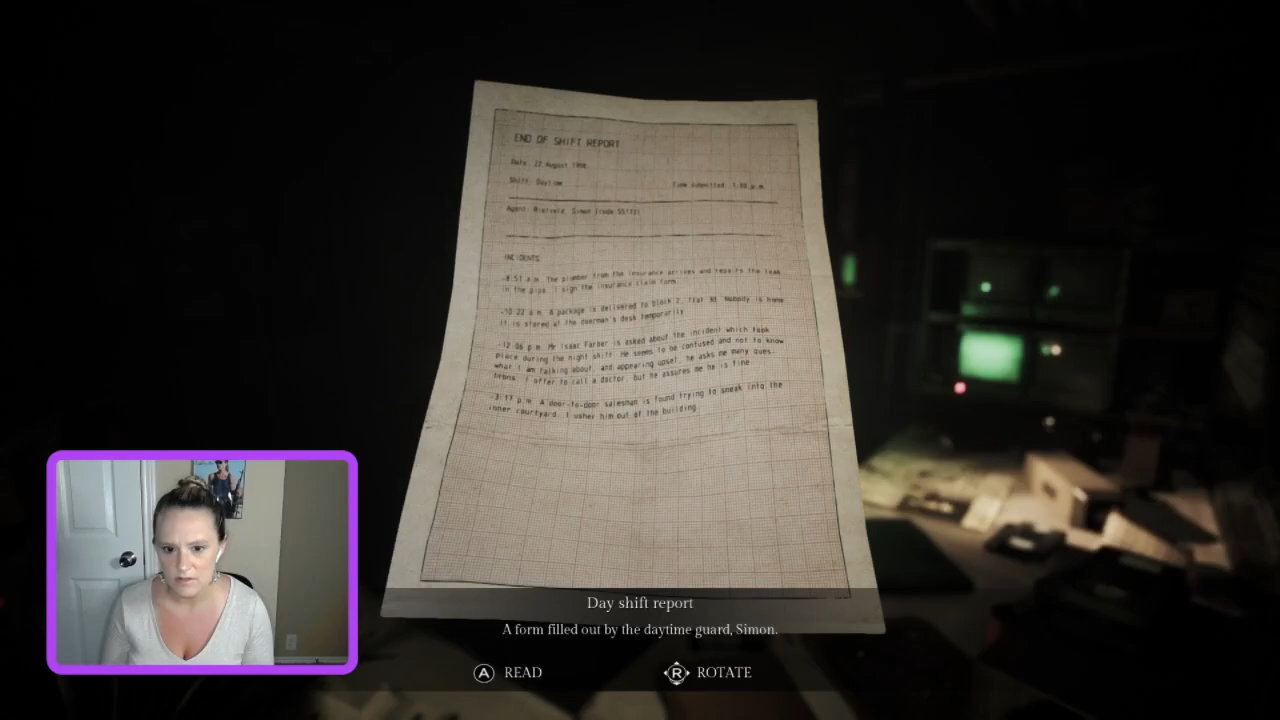 END OF SHIFT REPORT
Date: 22 August
Shift: Daytime
Time submitted:
Agent: Simon
INCIDENTS
-8:51 a.m. The plumber from the insurance arrives and repairs the leak
in the pipe. I sign the insurance claim form.
-10:22 a.m. A package is delivered to block 2, flat Nobody is home
it is stored at the doorman's desk temporarily
-12:06 p.m. Mr Isaac Farber is asked about the incident which took
place during the night shift. He seems to be confused and not to know
what I am talking about, and appearing upset, he asks me many ques-
tions. I offer to call a doctor, but he assures me he is fine
-3:17 p.m. A door-to-door salesman is found trying to sneak into the
inner courtyard. I usher him out of the building
Day shift report
A form filled out by the daytime guard, Simon.
A READ
R ROTATE